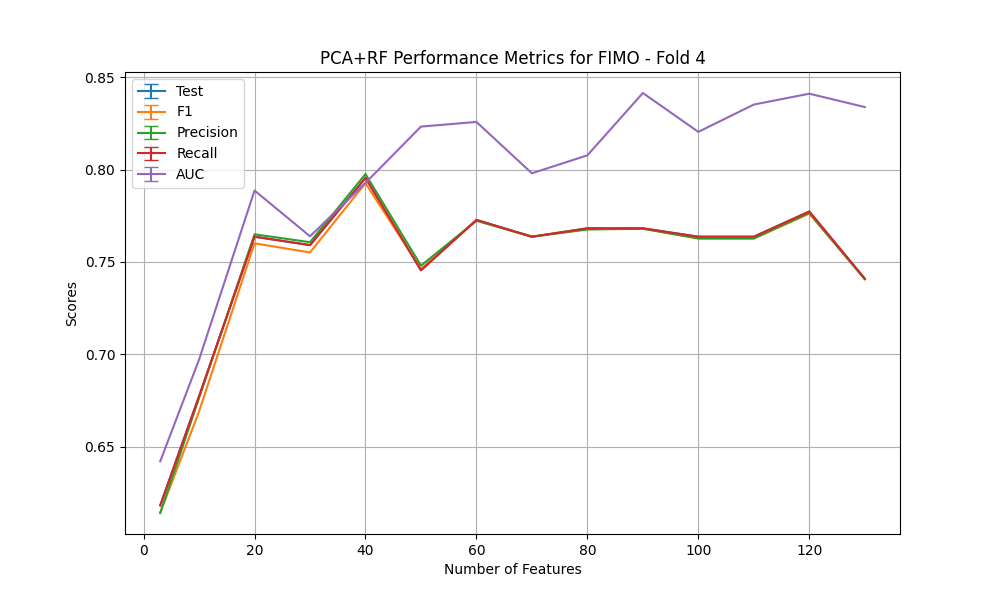 PCA+RF Performance Metrics for FIMO - Fold 4
0.85
0.80
0.75
0.70
0.65
Scores
Test
F1
Precision
Recall
AUC
0 20 40 60 80 100 120
Number of Features